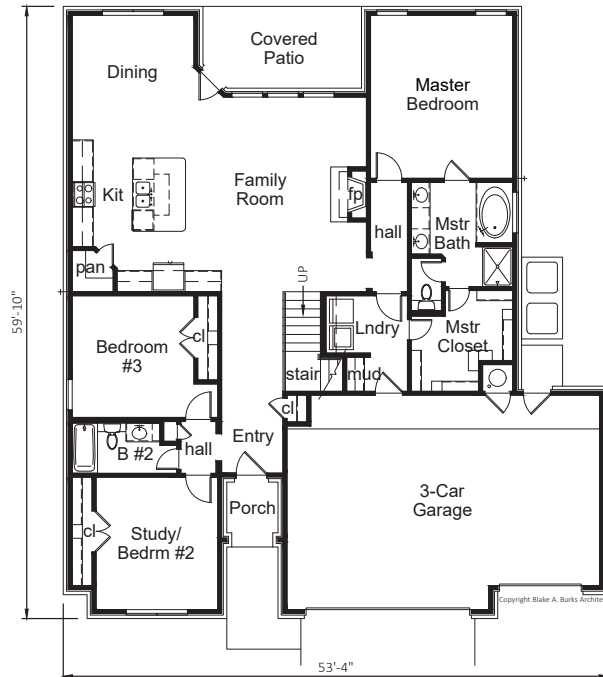 Covered
Patio
Dining
Master
Bedroom
Kit
Family
Room
fp
hall
Mstr
Bath
pan
UP
59'-10"
Bedroom
#3
cl
Lndry
Mstr
Closet
stair
mud
cl
Entry
B #2
hall
Porch
3-Car
Garage
cl
Study/
Bedrm #2
Copyright Blake A. Burks Archite
53'-4"